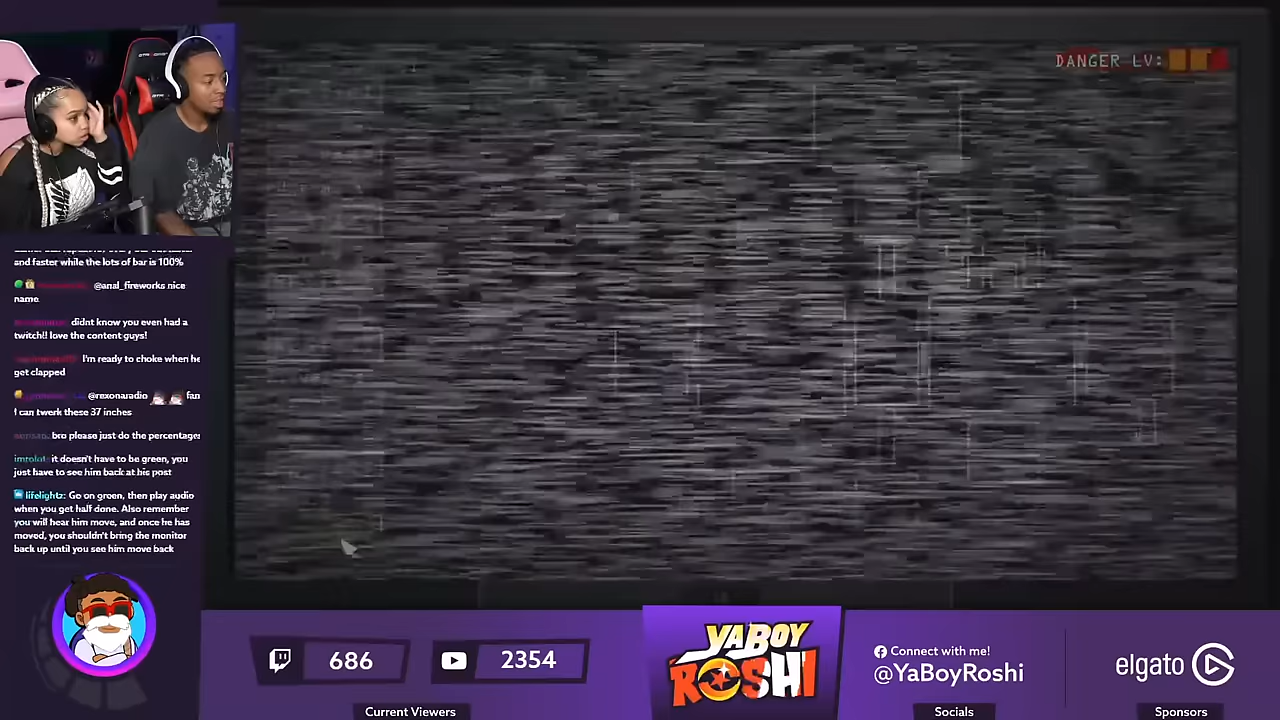 DANGER LV:
and faster while the lots of bar is 100%
@anal_fireworks nice
name
didnt know you even had a
twitch!! love the content guys!
I'm ready to choke when he
get clapped
@rexonaradio fan
I can twerk these 37 inches
bro please just do the percentages
it doesn't have to be green, you
just have to see him back at his post
lifelightz: Go on green, then play audio
when you get half done. Also remember
you will hear him move, and once he has
moved, you shouldn't bring the monitor
back up until you see him move back
686
2354
Current Viewers
YABOY
ROSHI
Connect with me!
@YaBoyRoshi
Socials
elgato
Sponsors